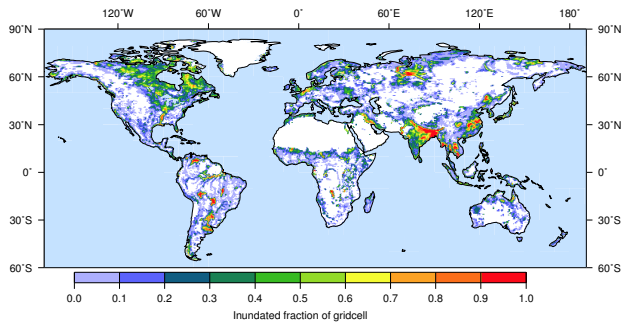 120˚W 60˚W 0˚ 60˚E 120˚E 180˚
90˚N 90˚N
60˚N 60˚N
30˚N 30˚N
0˚ 0˚
30˚S 30˚S
60˚S 60˚S
0.0 0.1 0.2 0.3 0.4 0.5 0.6 0.7 0.8 0.9 1.0
Inundated fraction of gridcell